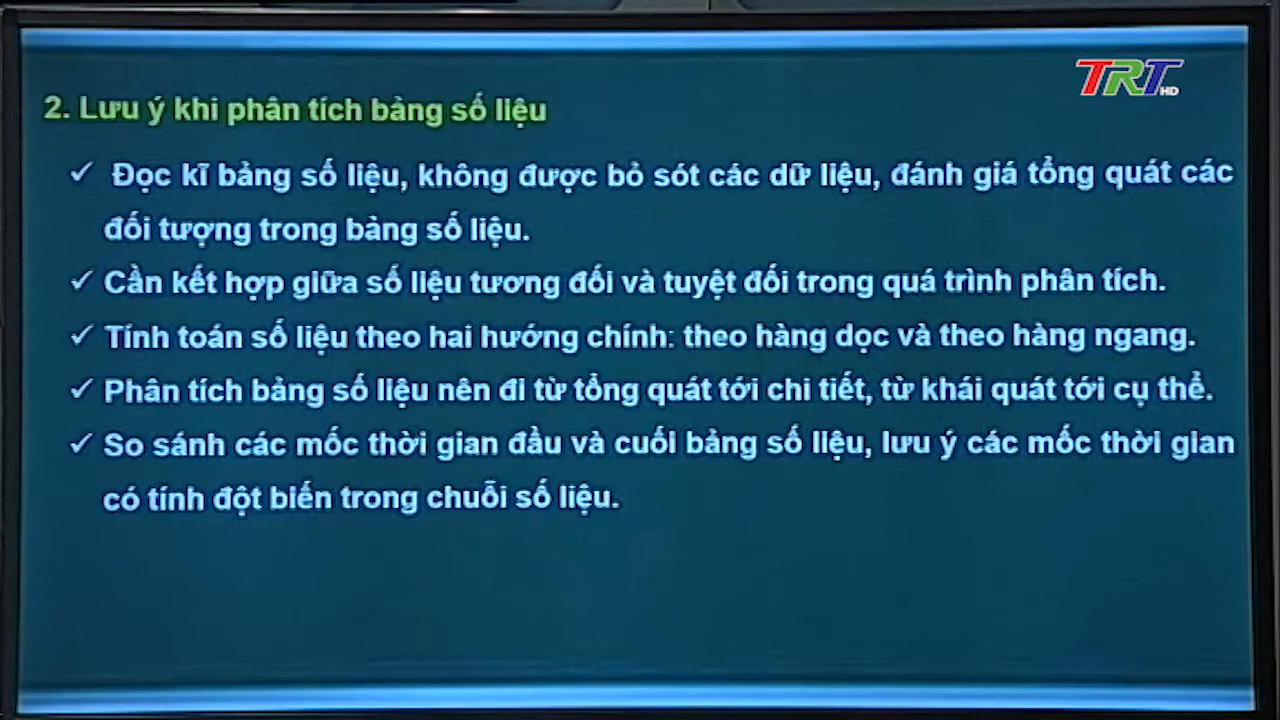 TRT HD
2. Lưu ý khi phân tích bảng số liệu
✓ Đọc kĩ bảng số liệu, không được bỏ sót các dữ liệu, đánh giá tổng quát các
đối tượng trong bảng số liệu.
✓ Cần kết hợp giữa số liệu tương đối và tuyệt đối trong quá trình phân tích.
✓ Tính toán số liệu theo hai hướng chính: theo hàng dọc và theo hàng ngang.
✓ Phân tích bảng số liệu nên đi từ tổng quát tới chi tiết, từ khái quát tới cụ thể.
✓ So sánh các mốc thời gian đầu và cuối bảng số liệu, lưu ý các mốc thời gian
có tính đột biến trong chuỗi số liệu.